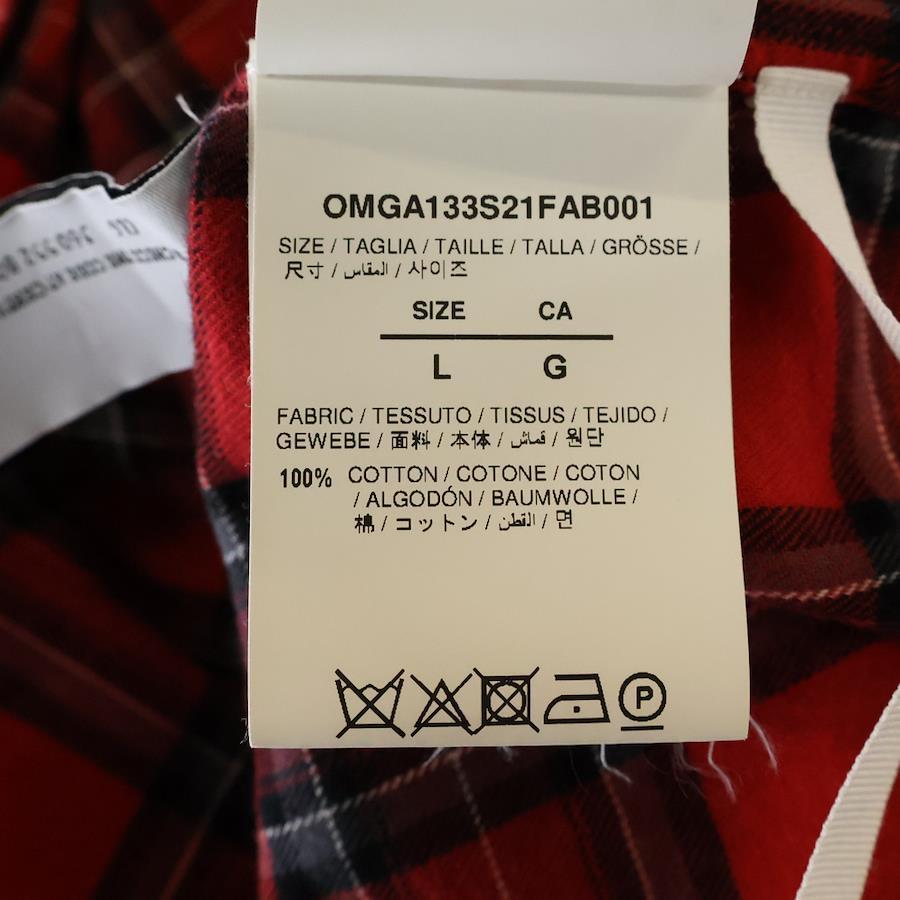 OMGA133S21FAB001
SIZE / TAGLIA / TAILLE / TALLA / GRÖSSE /
尺寸 / المقاس / 사이즈
SIZE CA
L G
FABRIC / TESSUTO / TISSUS / TEJIDO /
GEWEBE / 面料 / 本体 / قماش / 원단
100% COTTON / COTONE / COTON
/ ALGODÓN / BAUMWOLLE /
棉 / コットン / القطن / 면
P